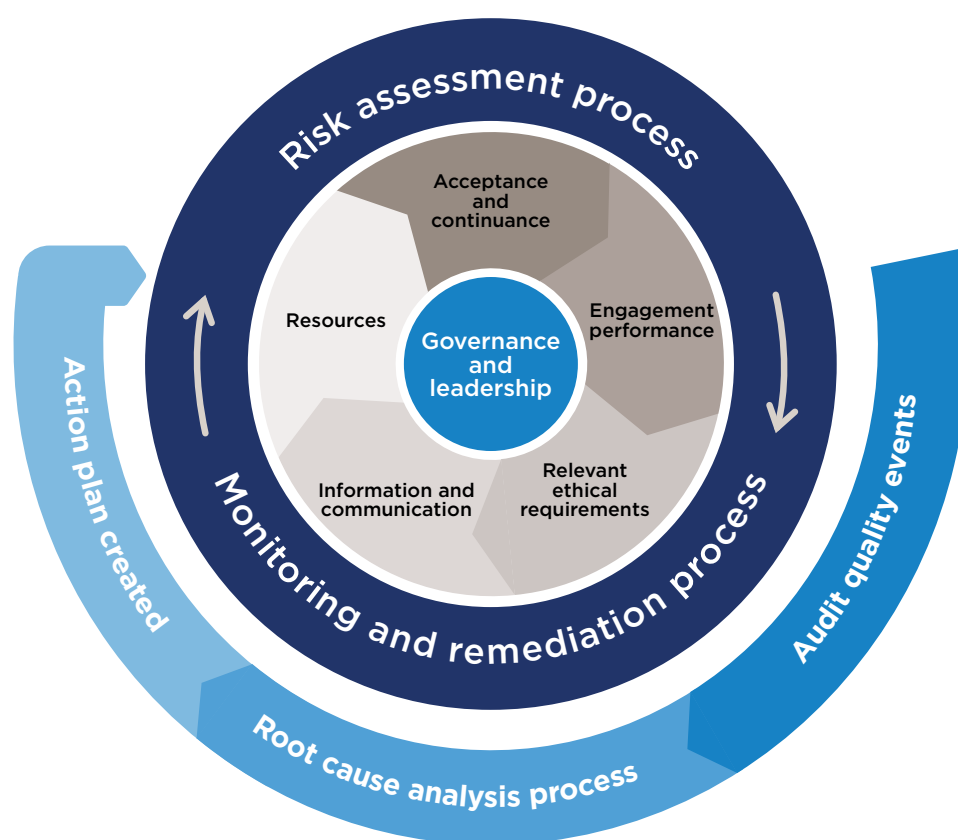 Risk assessment process
Acceptance
and
continuance
Engagement
performance
Resources
Governance
and
leadership
Relevant
ethical
requirements
Information and
communication
Monitoring and remediation process
Audit quality events
Root cause analysis process
Action plan created